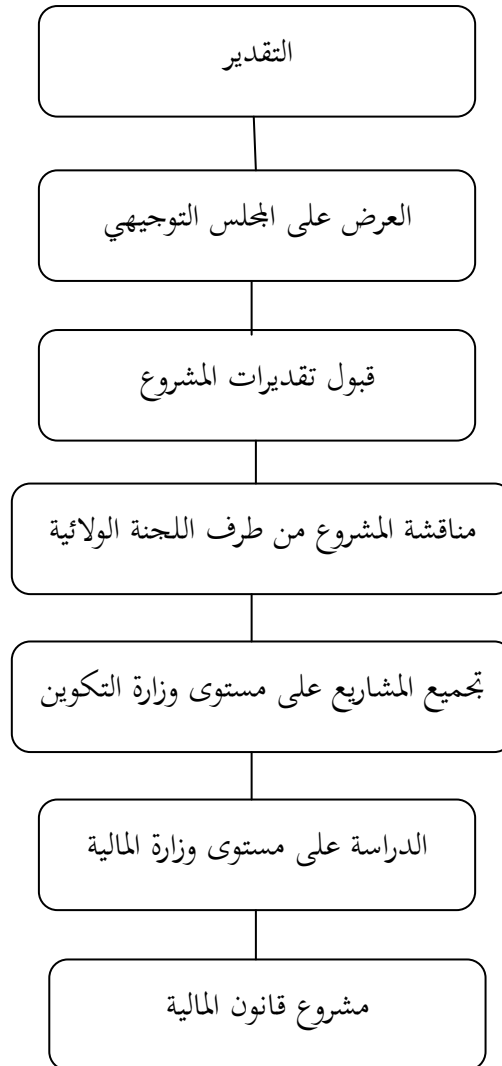 التقدير
العرض على المجلس التوجيهي
قبول تقديرات المشروع
مناقشة المشروع من طرف اللجنة الولائية
تجميع المشاريع على مستوى وزارة التكوين
الدراسة على مستوى وزارة المالية
مشروع قانون المالية